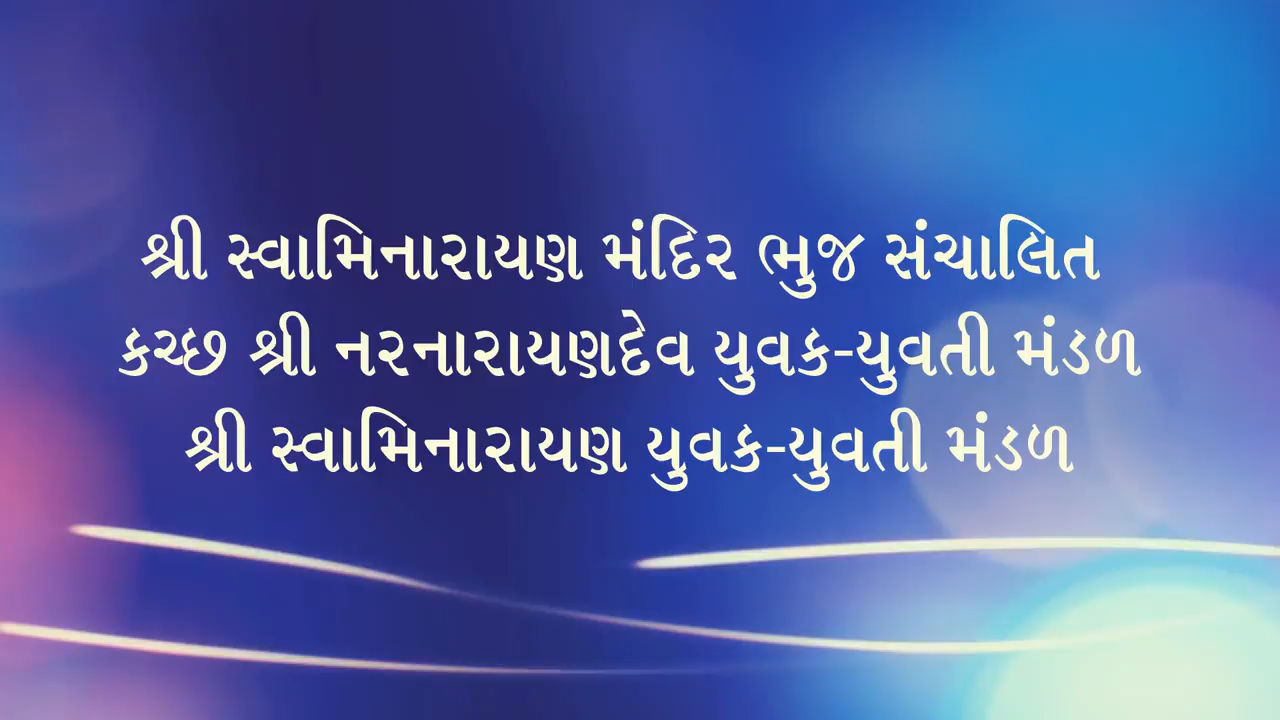 શ્રી સ્વામિનારાયણ મંદિર ભુજ સંચાલિત
કચ્છ શ્રી નરનારાયણદેવ યુવક-યુવતી મંડળ
શ્રી સ્વામિનારાયણ યુવક-યુવતી મંડળ